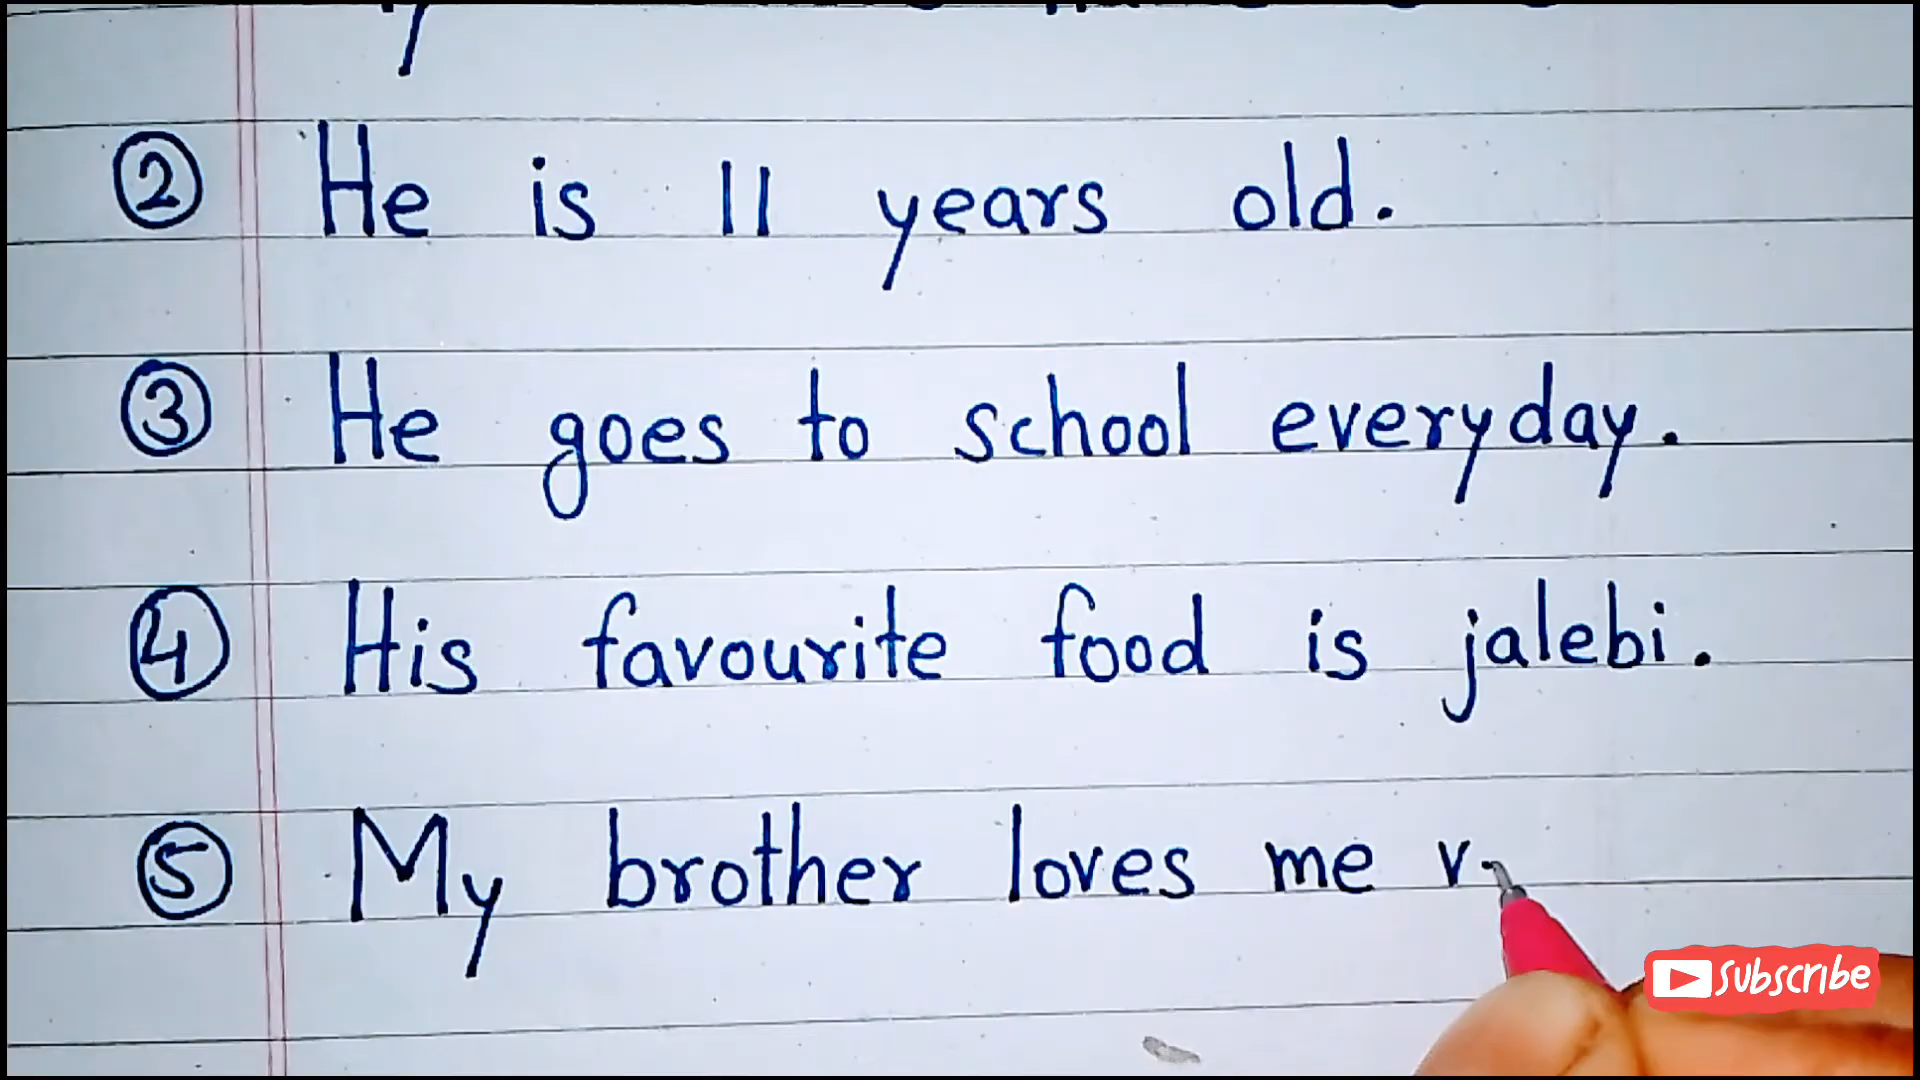 ② He is 11 years old.
③ He goes to school everyday.
④ His favourite food is jalebi.
⑤ My brother loves me v
Subscribe